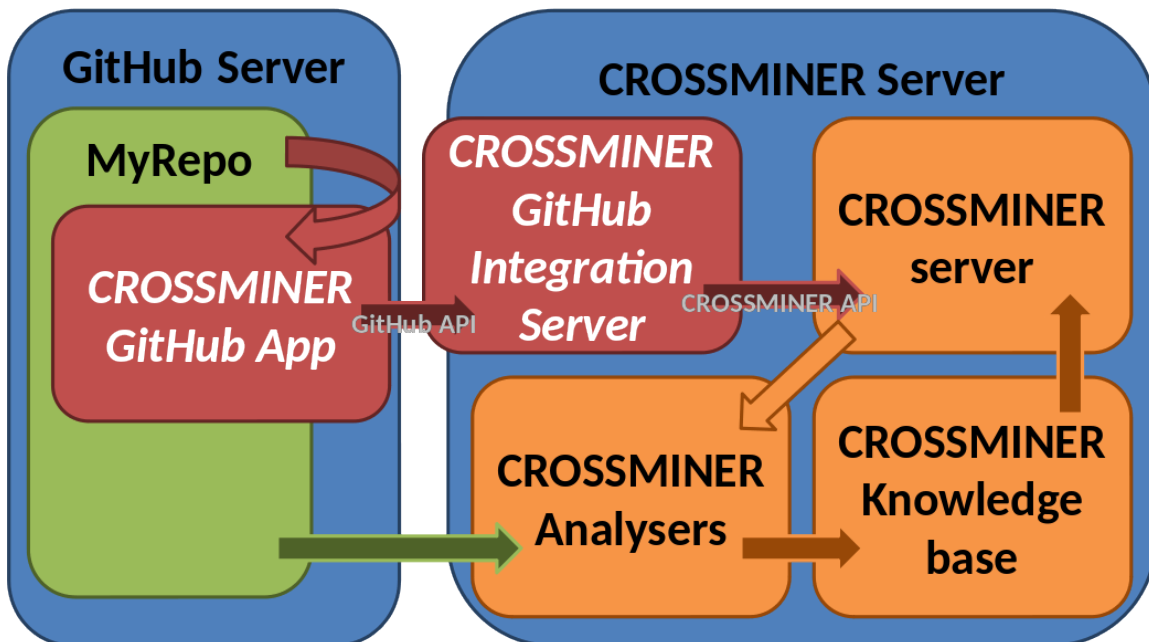 GitHub Server
MyRepo
CROSSMINER
GitHub App
GitHub API
CROSSMINER Server
CROSSMINER
GitHub
Integration
Server
CROSSMINER API
CROSSMINER
server
CROSSMINER
Analysers
CROSSMINER
Knowledge
base